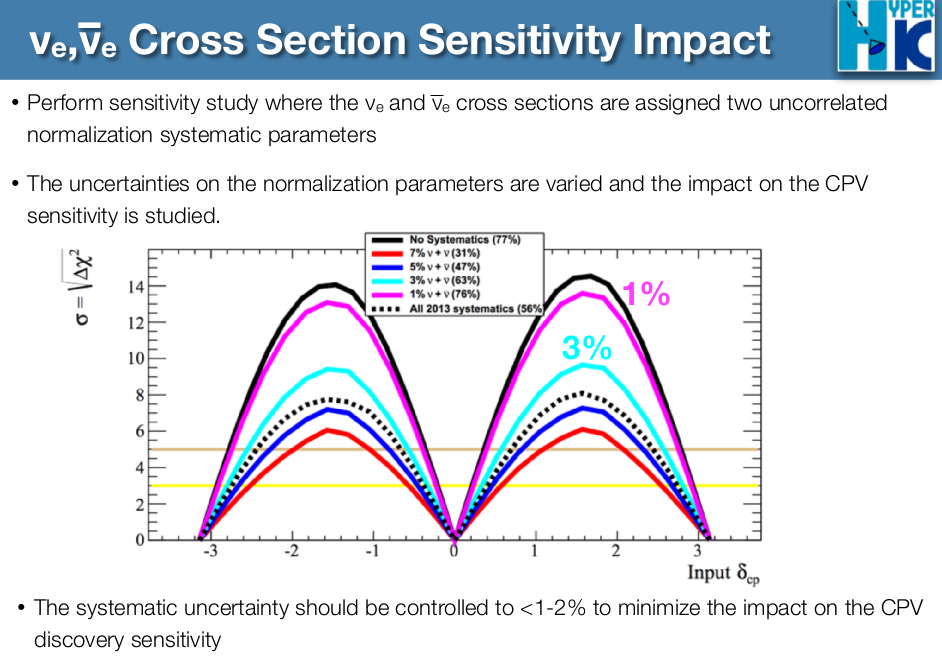 νₑ,ν̅ₑ Cross Section Sensitivity Impact
HYPER
K
• Perform sensitivity study where the νₑ and ν̅ₑ cross sections are assigned two uncorrelated
normalization systematic parameters
• The uncertainties on the normalization parameters are varied and the impact on the CPV
sensitivity is studied.
σ = √Δχ²
No Systematics (77%)
7% ν + ν̅ (31%)
5% ν + ν̅ (47%)
3% ν + ν̅ (63%)
1% ν + ν̅ (76%)
All 2013 systematics (56%)
1%
3%
14
12
10
8
6
4
2
0
-3 -2 -1 0 1 2 3
Input δcp
• The systematic uncertainty should be controlled to <1-2% to minimize the impact on the CPV
discovery sensitivity